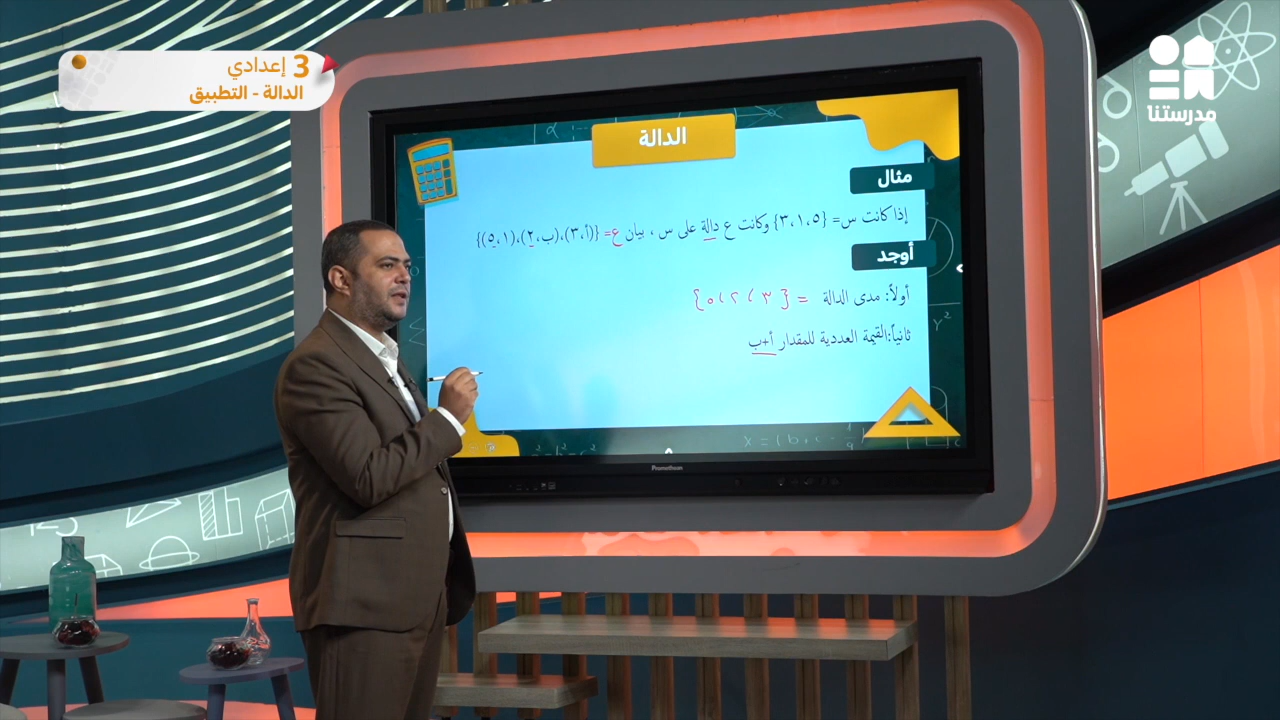 3 إعدادي
الدالة - التطبيق
مدرستنا
الدالة
مثال
إذا كانت س= {٣،١،٥} وكانت ع دالة على س ، بيان ع= {(أ،٣)،(ب،٢)،(٥،١)}
أوجد
أولاً: مدى الدالة = {٣ ، ٢ ، ٥}
ثانياً:القيمة العددية للمقدار أ+ب
Promethean